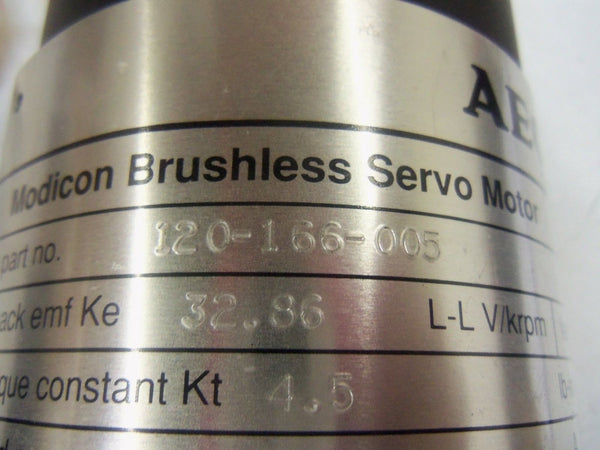 AE
Modicon Brushless Servo Motor
part no. 120-166-005
ack emf Ke 32.86 L-L V/krpm
que constant Kt 4.5 lb-